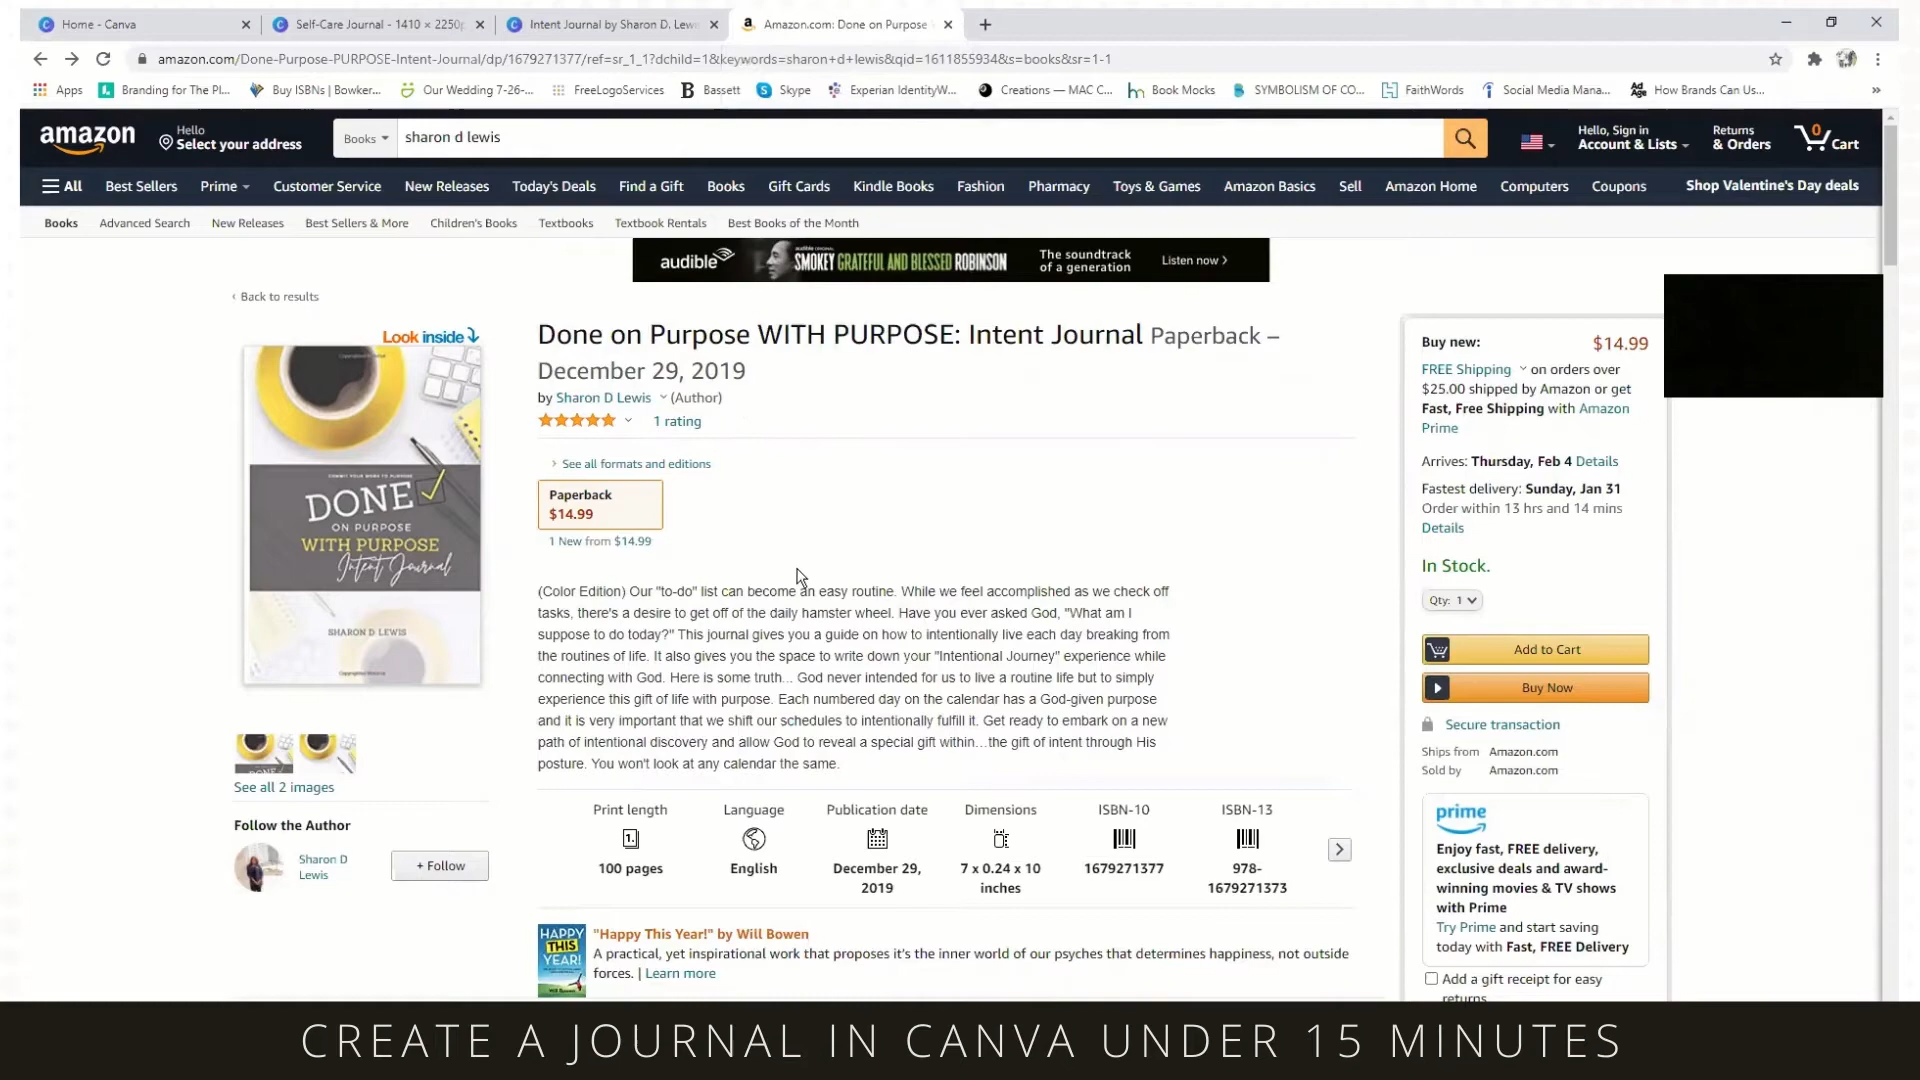 Home - Canva
Self-Care Journal - 1410 × 2250p
Intent Journal by Sharon D. Lew
Amazon.com: Done on Purpose
amazon.com/Done-Purpose-PURPOSE-Intent-Journal/dp/1679271377/ref=sr_1_1?dchild=1&keywords=sharon+d+lewis&qid=1611855934&s=books&sr=1-1
Apps
Branding for The Pl...
Buy ISBNs | Bowker...
Our Wedding 7-26-...
FreeLogoServices
Bassett
Skype
Experian IdentityW...
Creations — MAC C...
Book Mocks
SYMBOLISM OF CO...
FaithWords
Social Media Mana...
How Brands Can Us...
amazon
Hello
Select your address
Books
sharon d lewis
Hello, Sign in
Account & Lists
Returns
& Orders
0
Cart
All
Best Sellers
Prime
Customer Service
New Releases
Today's Deals
Find a Gift
Books
Gift Cards
Kindle Books
Fashion
Pharmacy
Toys & Games
Amazon Basics
Sell
Amazon Home
Computers
Coupons
Shop Valentine's Day deals
Books
Advanced Search
New Releases
Best Sellers & More
Children's Books
Textbooks
Textbook Rentals
Best Books of the Month
audible
SMOKEY GRATEFUL AND BLESSED ROBINSON
The soundtrack
of a generation
Listen now >
‹ Back to results
Look inside
DONE
ON PURPOSE
WITH PURPOSE
Intent Journal
SHARON D LEWIS
See all 2 images
Follow the Author
Sharon D
Lewis
+ Follow
Done on Purpose WITH PURPOSE: Intent Journal Paperback –
December 29, 2019
by Sharon D Lewis (Author)
1 rating
› See all formats and editions
Paperback
$14.99
1 New from $14.99
(Color Edition) Our "to-do" list can become an easy routine. While we feel accomplished as we check off
tasks, there's a desire to get off of the daily hamster wheel. Have you ever asked God, "What am I
suppose to do today?" This journal gives you a guide on how to intentionally live each day breaking from
the routines of life. It also gives you the space to write down your "Intentional Journey" experience while
connecting with God. Here is some truth... God never intended for us to live a routine life but to simply
experience this gift of life with purpose. Each numbered day on the calendar has a God-given purpose
and it is very important that we shift our schedules to intentionally fulfill it. Get ready to embark on a new
path of intentional discovery and allow God to reveal a special gift within…the gift of intent through His
posture. You won't look at any calendar the same.
Print length
100 pages
Language
English
Publication date
December 29,
2019
Dimensions
7 x 0.24 x 10
inches
ISBN-10
1679271377
ISBN-13
978-
1679271373
HAPPY
THIS
YEAR!
Will Bowen
"Happy This Year!" by Will Bowen
A practical, yet inspirational work that proposes it's the inner world of our psyches that determines happiness, not outside
forces. | Learn more
Buy new:
$14.99
FREE Shipping on orders over
$25.00 shipped by Amazon or get
Fast, Free Shipping with Amazon
Prime
Arrives: Thursday, Feb 4 Details
Fastest delivery: Sunday, Jan 31
Order within 13 hrs and 14 mins
Details
In Stock.
Qty: 1
Add to Cart
Buy Now
Secure transaction
Ships from Amazon.com
Sold by Amazon.com
prime
Enjoy fast, FREE delivery,
exclusive deals and award-
winning movies & TV shows
with Prime
Try Prime and start saving
today with Fast, FREE Delivery
Add a gift receipt for easy
returns
CREATE A JOURNAL IN CANVA UNDER 15 MINUTES